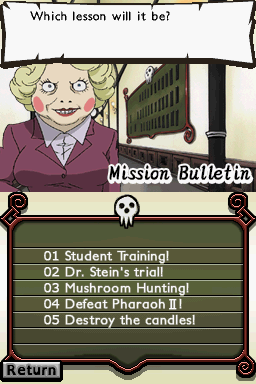 Which lesson will it be?
Mission Bulletin
01 Student Training!
02 Dr. Stein's trial!
03 Mushroom Hunting!
04 Defeat Pharaoh Ⅱ!
05 Destroy the candles!
Return